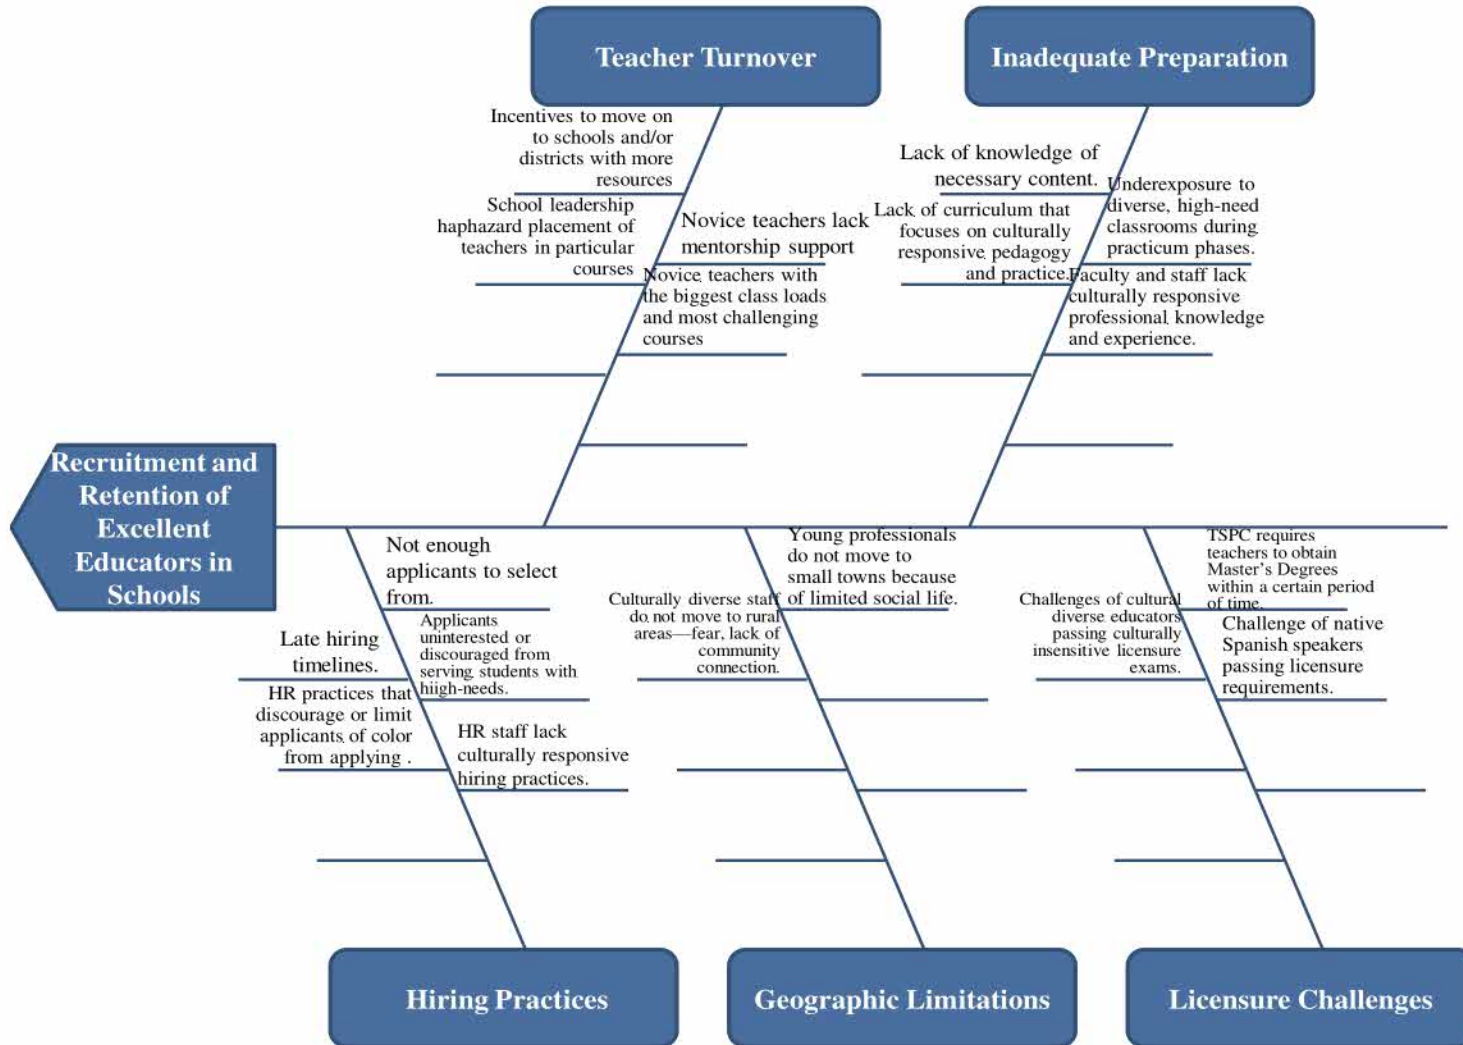 Teacher Turnover
Inadequate Preparation
Incentives to move on
to schools and/or
districts with more
resources
School leadership
haphazard placement of
teachers in particular
courses
Novice teachers lack
mentorship support
Novice teachers with
the biggest class loads
and most challenging
courses
Lack of knowledge of
necessary content.
Lack of curriculum that
focuses on culturally
responsive pedagogy
and practice.
Underexposure to
diverse, high-need
classrooms during
practicum phases.
Faculty and staff lack
culturally responsive
professional knowledge
and experience.
Recruitment and
Retention of
Excellent
Educators in
Schools
Not enough
applicants to select
from.
Applicants
uninterested or
discouraged from
serving students with
hiigh-needs.
Late hiring
timelines.
HR practices that
discourage or limit
applicants of color
from applying .
HR staff lack
culturally responsive
hiring practices.
Young professionals
do not move to
small towns because
of limited social life.
Culturally diverse staff
do not move to rural
areas—fear, lack of
community
connection.
TSPC requires
teachers to obtain
Master's Degrees
within a certain period
of time.
Challenges of cultural
diverse educators
passing culturally
insensitive licensure
exams.
Challenge of native
Spanish speakers
passing licensure
requirements.
Hiring Practices
Geographic Limitations
Licensure Challenges